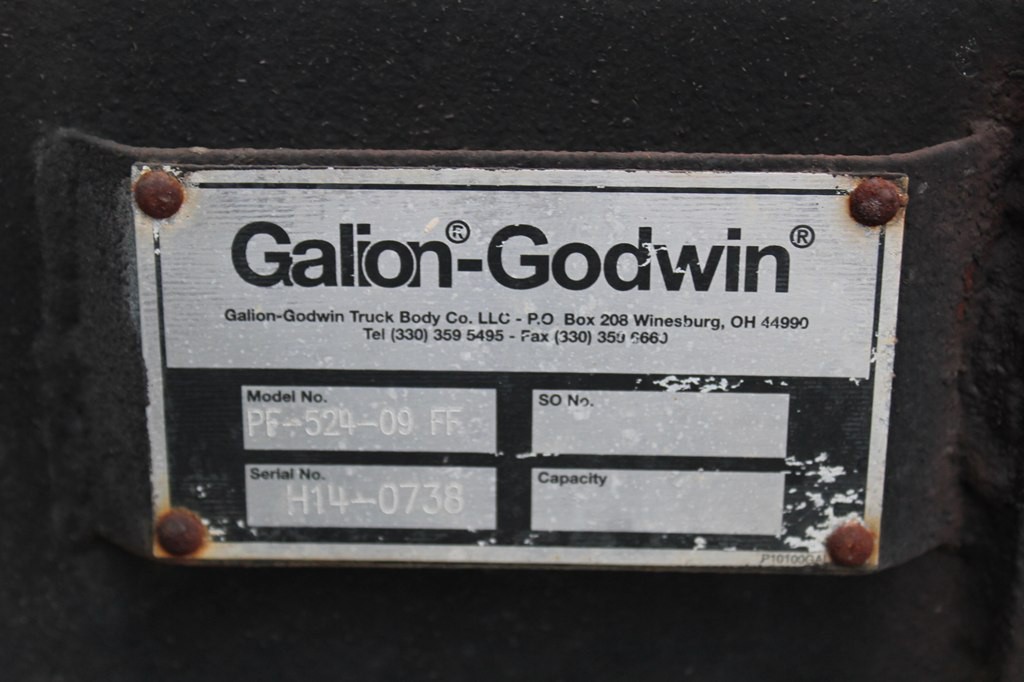 Galion®-Godwin®
Galion-Godwin Truck Body Co. LLC - P.O Box 208 Winesburg, OH 44990
Tel (330) 359 5495 - Fax (330)
Model No.
PF-524-09 FF
SO No.
Serial No.
H14-0738
Capacity